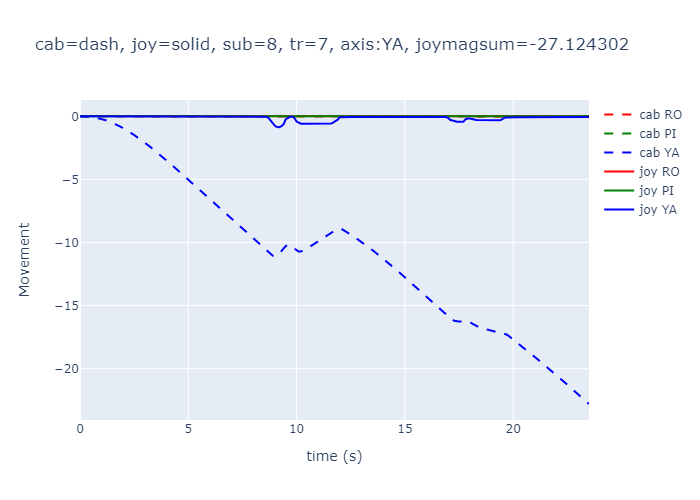 cab=dash, joy=solid, sub=8, tr=7, axis:YA, joymagsum=-27.124302
0
−5
−10
−15
−20
Movement
0
5
10
15
20
time (s)
cab RO
cab PI
cab YA
joy RO
joy PI
joy YA